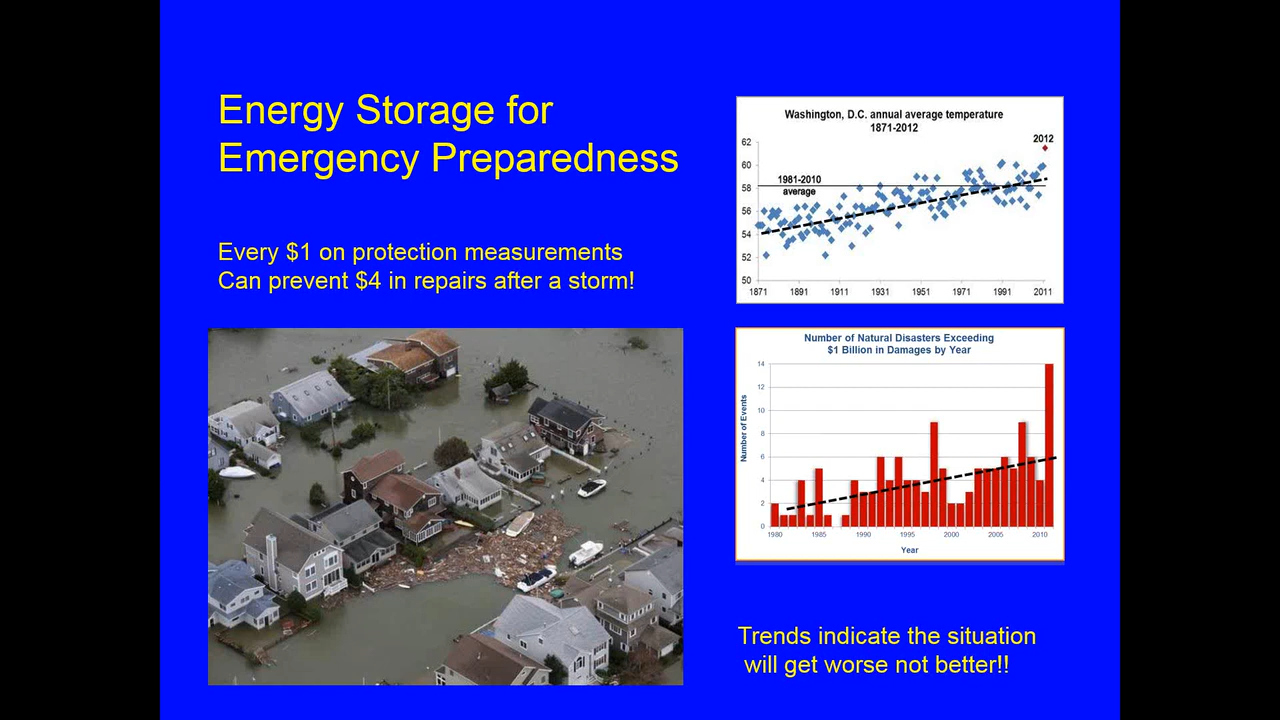 Energy Storage for
Emergency Preparedness
Every $1 on protection measurements
Can prevent $4 in repairs after a storm!
Washington, D.C. annual average temperature
1871-2012
2012
1981-2010
average
62
60
58
56
54
52
50
1871 1891 1911 1931 1951 1971 1991 2011
Number of Natural Disasters Exceeding
$1 Billion in Damages by Year
Number of Events
14
12
10
8
6
4
2
0
1980 1985 1990 1995 2000 2005 2010
Year
Trends indicate the situation
will get worse not better!!